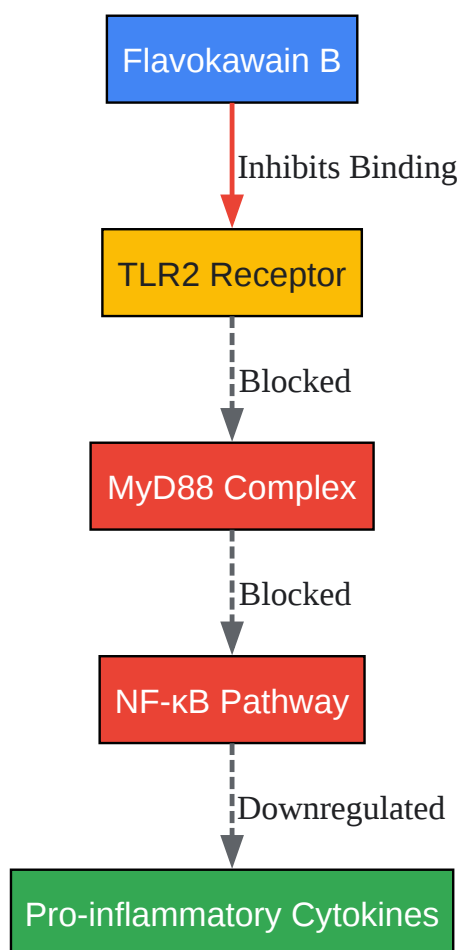 Flavokawain B
Inhibits Binding
TLR2 Receptor
Blocked
MyD88 Complex
Blocked
NF-κB Pathway
Downregulated
Pro-inflammatory Cytokines